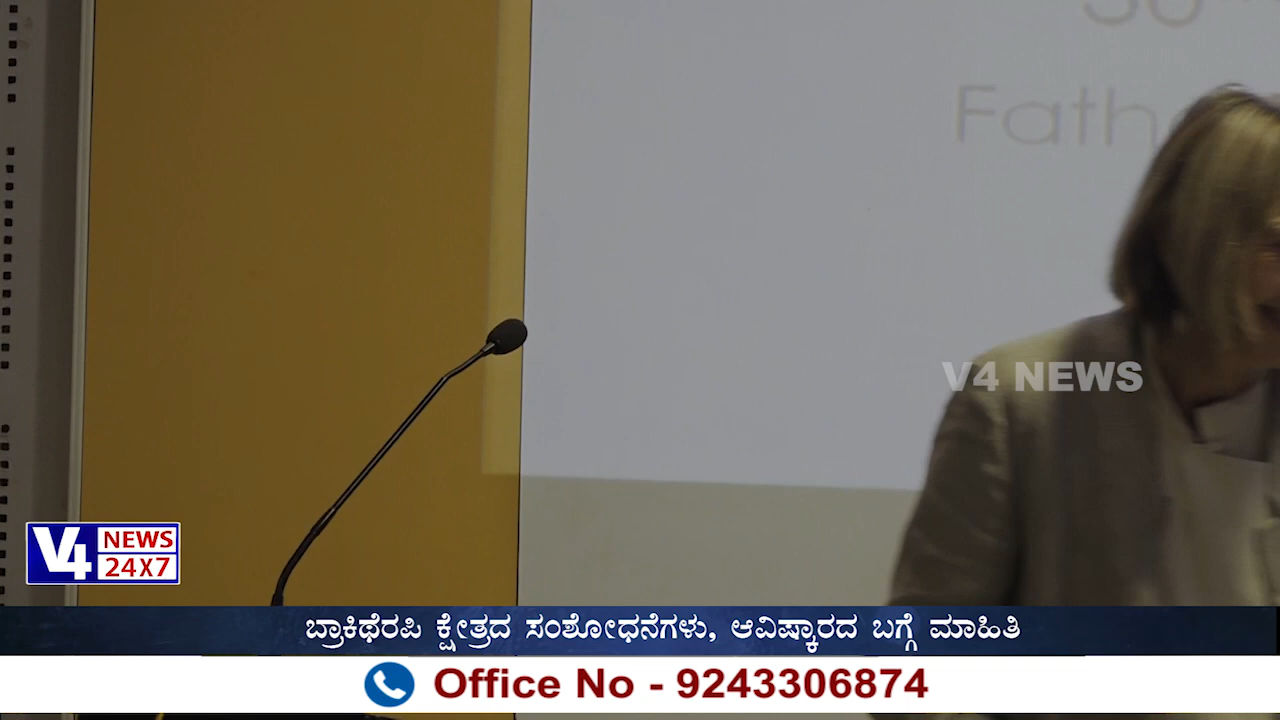 Fath
V4 NEWS
V4 NEWS 24X7
ಬ್ರಾಕಿಥೆರಪಿ ಕ್ಷೇತ್ರದ ಸಂಶೋಧನೆಗಳು, ಆವಿಷ್ಕಾರದ ಬಗ್ಗೆ ಮಾಹಿತಿ
Office No - 9243306874